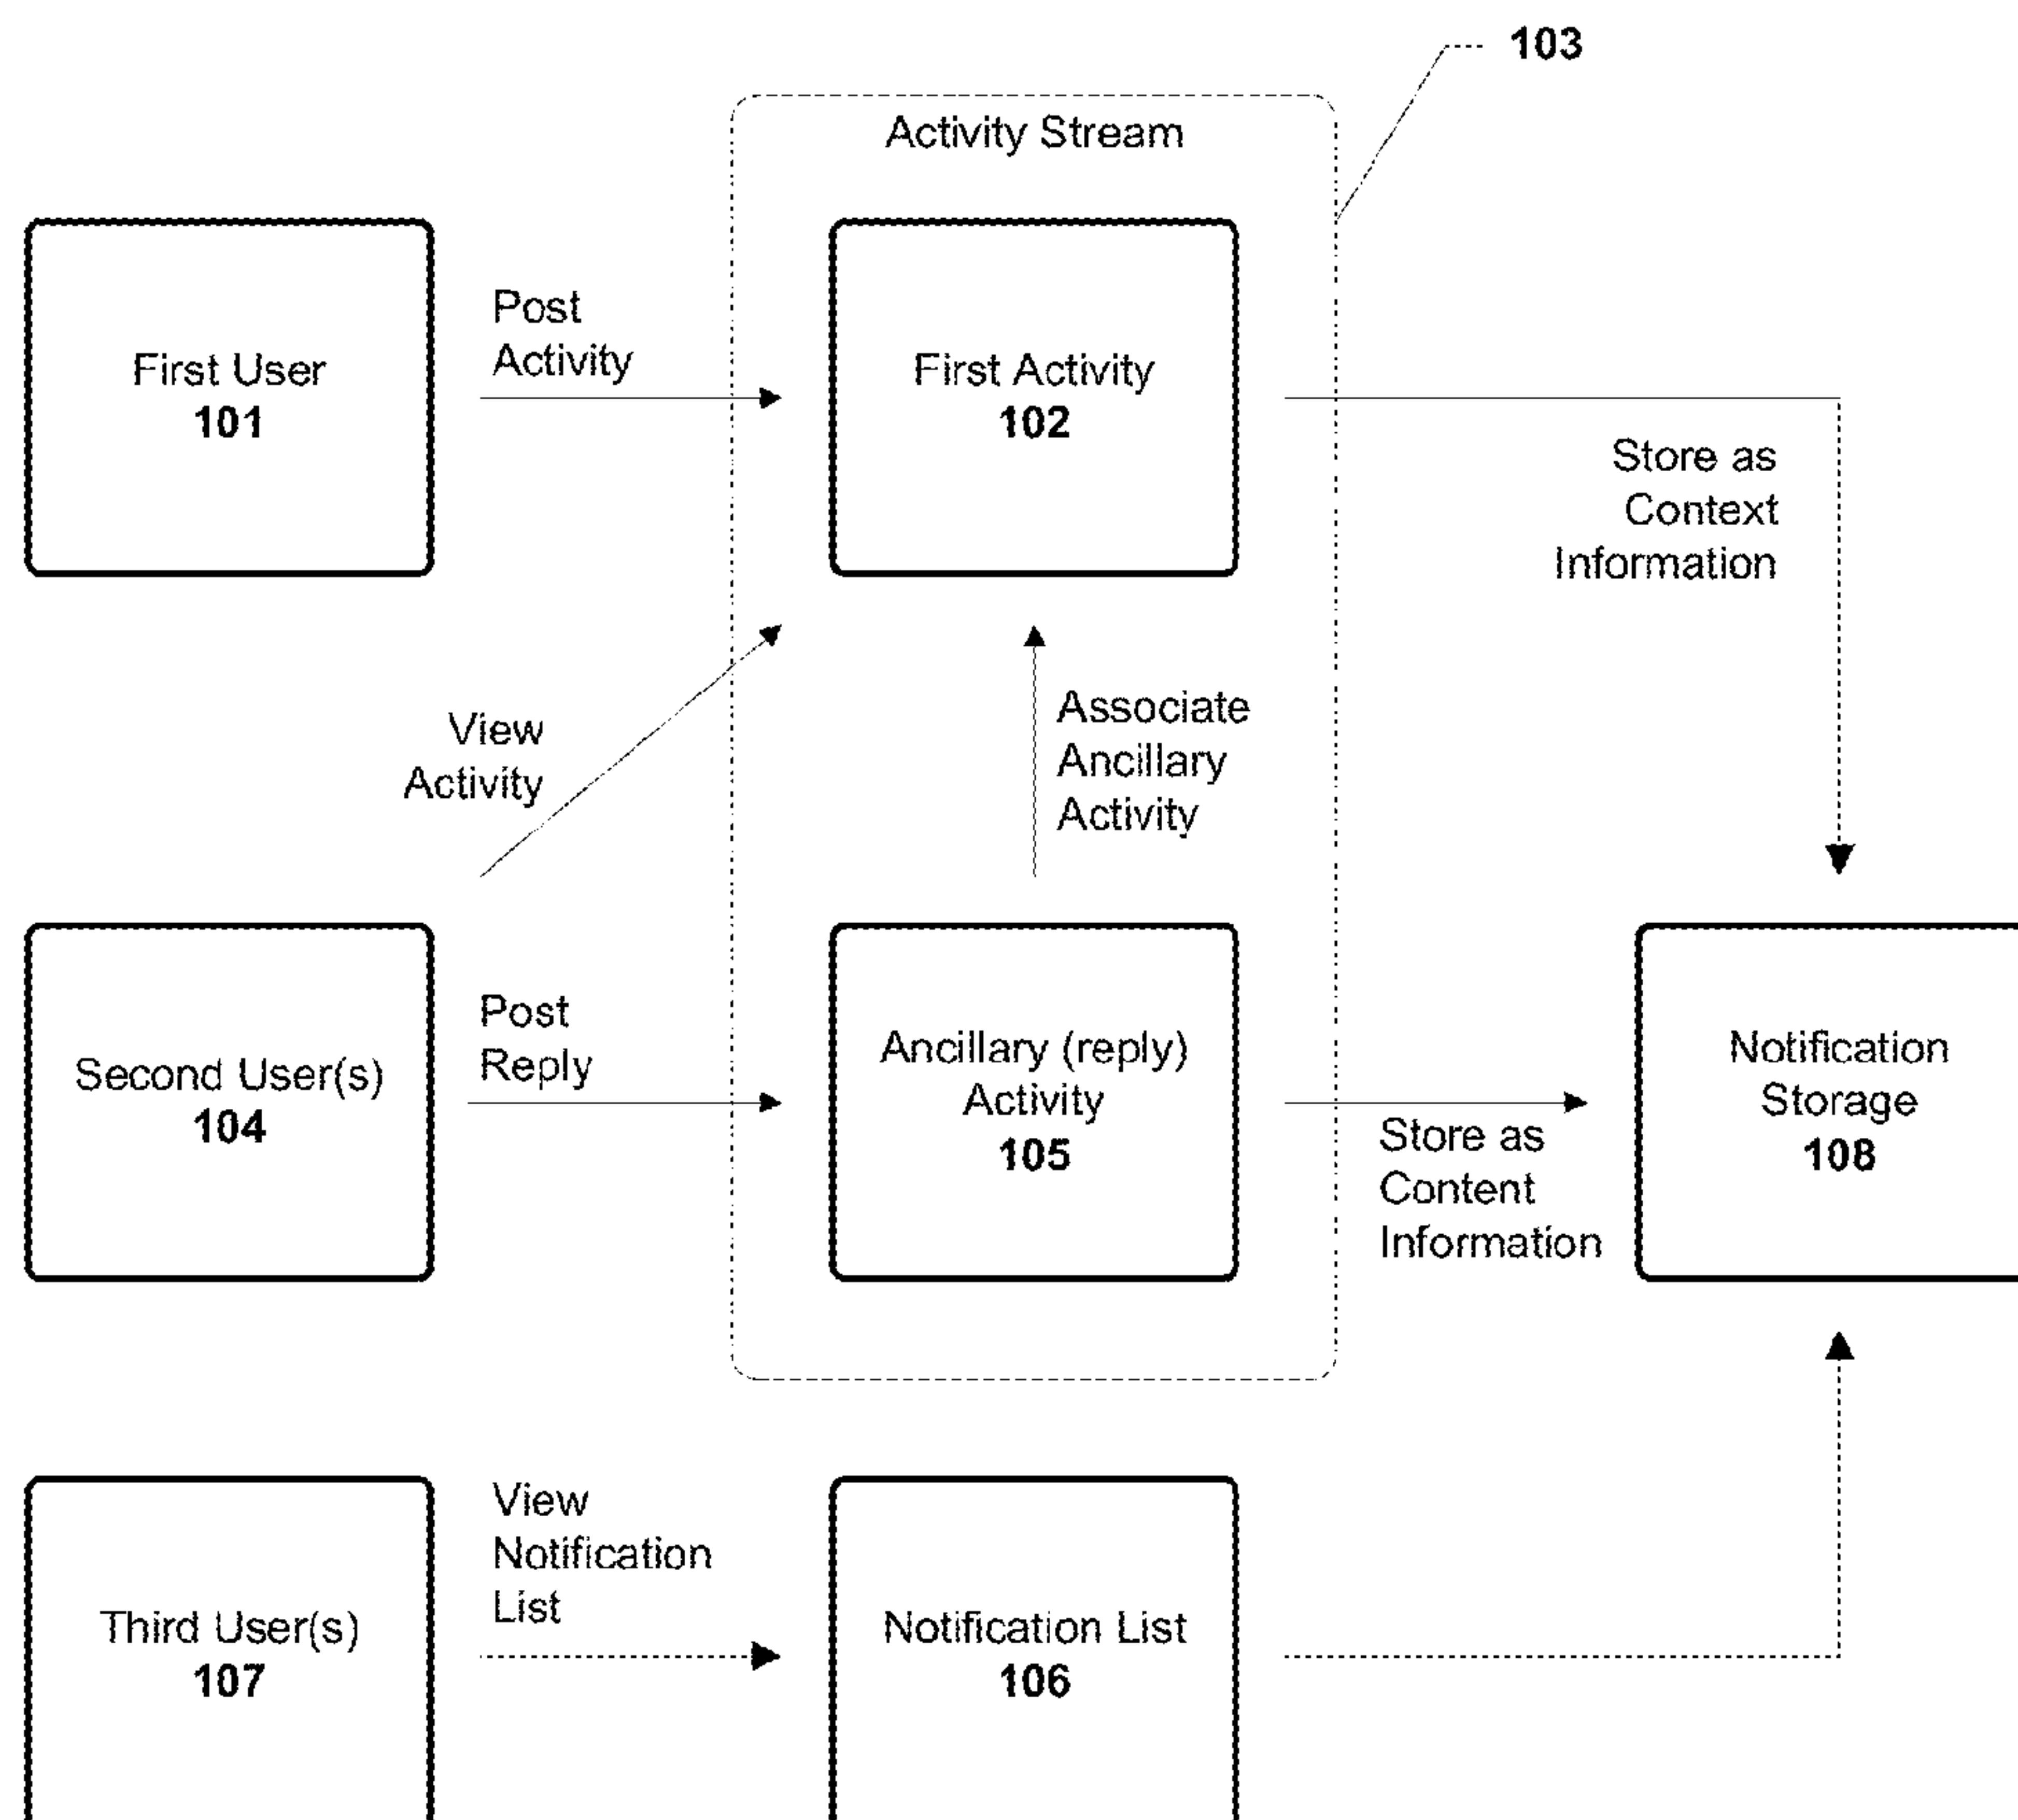 103
Activity Stream
First User
101
Post
Activity
First Activity
102
Store as
Context
Information
View
Activity
Associate
Ancillary
Activity
Second User(s)
104
Post
Reply
Ancillary (reply)
Activity
105
Store as
Content
Information
Notification
Storage
108
Third User(s)
107
View
Notification
List
Notification List
106